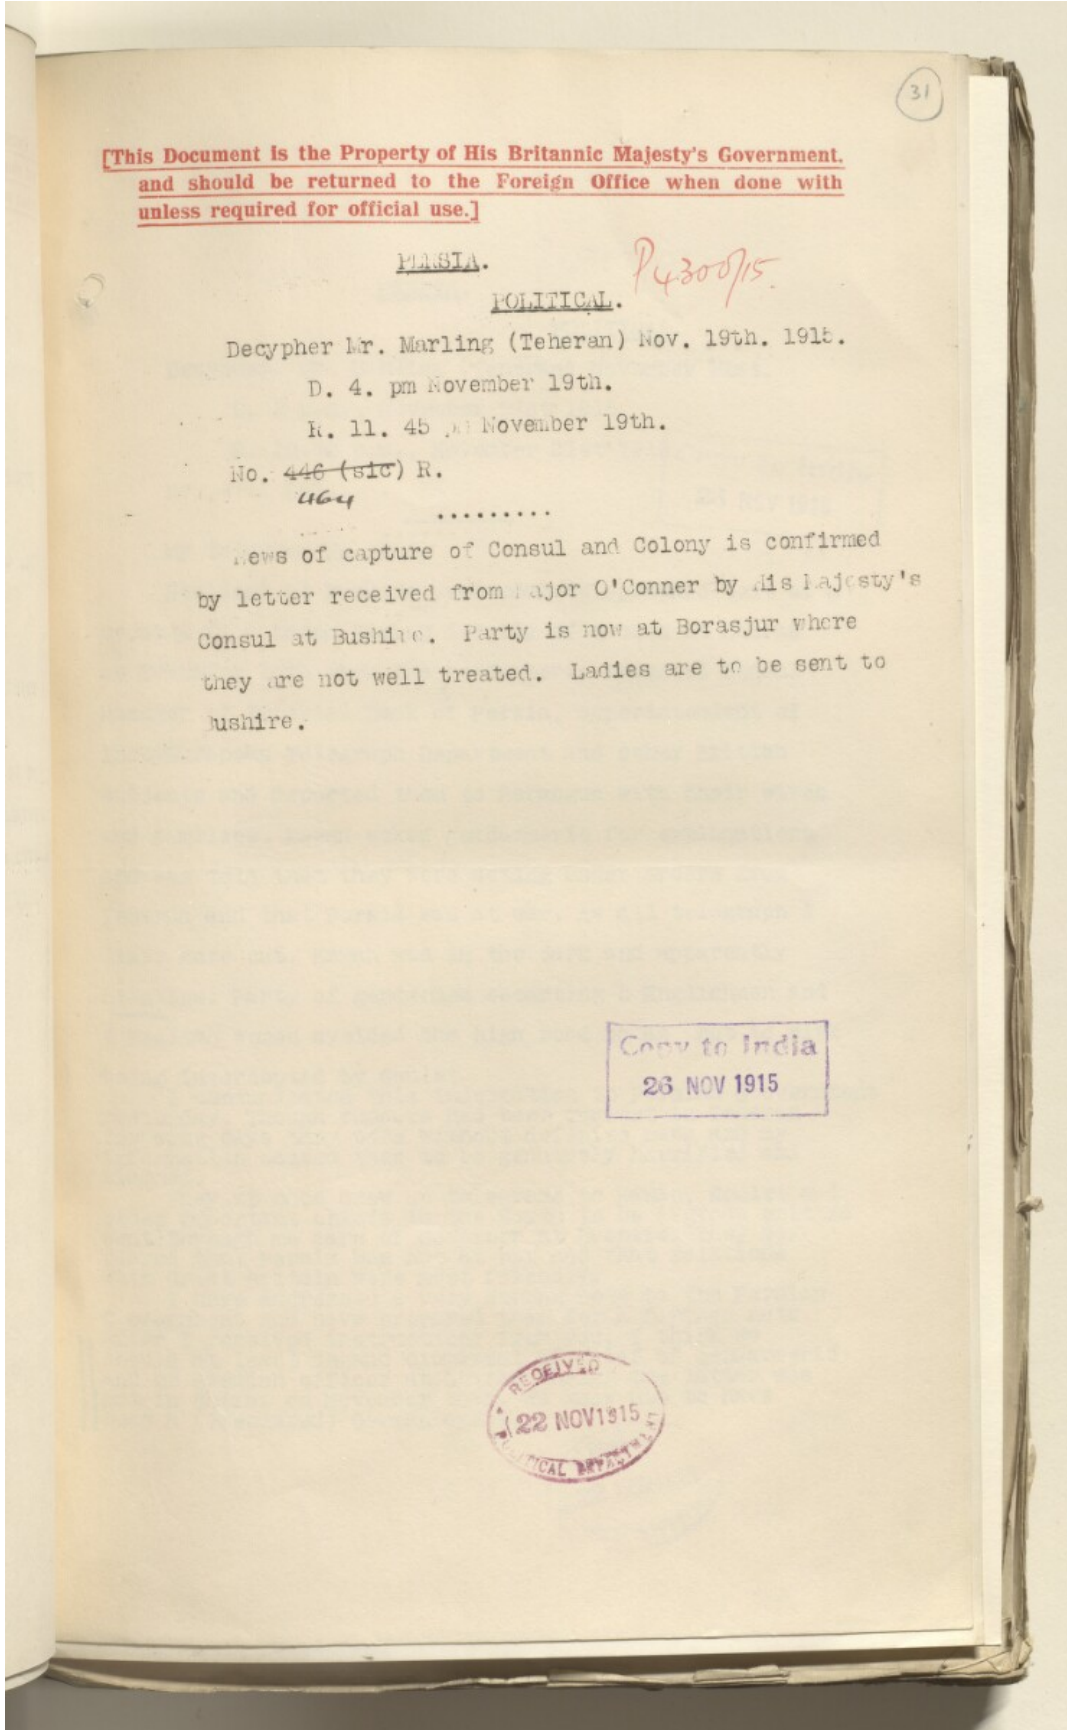 31
[This Document is the Property of His Britannic Majesty's Government,
and should be returned to the Foreign Office when done with
unless required for official use.]
PERSIA.
P4300/15.
POLITICAL.
Decypher Mr. Marling (Teheran) Nov. 19th. 1915.
D. 4. pm November 19th.
R. 11. 45 pm November 19th.
No. 446 (sic) R.
464
.........
News of capture of Consul and Colony is confirmed
by letter received from Major O'Conner by His Majesty's
Consul at Bushire. Party is now at Borasjur where
they are not well treated. Ladies are to be sent to
Bushire.
Copy to India
26 NOV 1915
RECEIVED
22 NOV 1915
POLITICAL DEPARTMENT